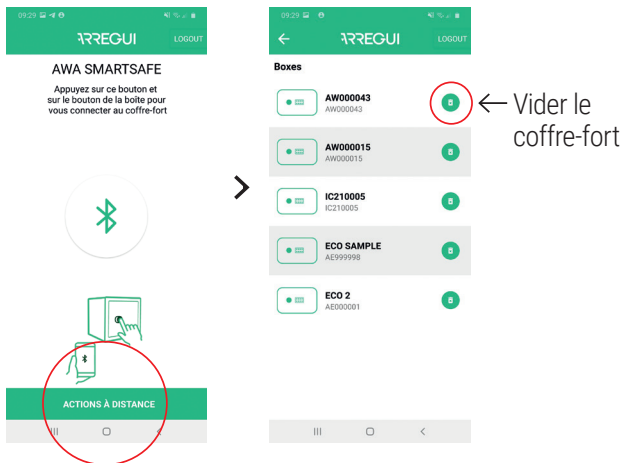 09:29
ARREGUI
LOGOUT
AWA SMARTSAFE
Appuyez sur ce bouton et
sur le bouton de la boite pour
vous connecter au coffre-fort
ACTIONS À DISTANCE
09:29
ARREGUI
LOGOUT
Boxes
AW000043
AW000043
AW000015
AW000015
IC210005
IC210005
ECO SAMPLE
AE999998
ECO 2
AE000001
Vider le
coffre-fort